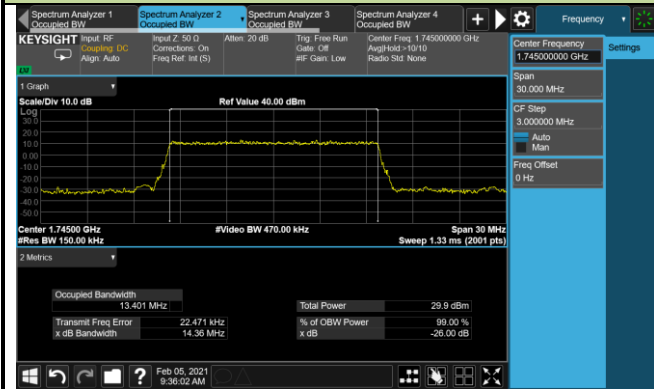 Spectrum Analyzer 1
Occupied BW
Spectrum Analyzer 2
Occupied BW
Spectrum Analyzer 3
Occupied BW
Spectrum Analyzer 4
Occupied BW
Frequency
KEYSIGHT
Input: RF
Coupling: DC
Align: Auto
Input Z: 50 Ω
Corrections: On
Freq Ref: Int (S)
Atten: 20 dB
Trig: Free Run
Gate: Off
#IF Gain: Low
Center Freq: 1.745000000 GHz
Avg|Hold:>10/10
Radio Std: None
Center Frequency
1.745000000 GHz
Settings
Span
30.000 MHz
CF Step
3.000000 MHz
Auto
Man
Freq Offset
0 Hz
1 Graph
Scale/Div 10.0 dB
Ref Value 40.00 dBm
Log
30.0
20.0
10.0
0.00
-10.0
-20.0
-30.0
-40.0
-50.0
Center 1.74500 GHz
#Video BW 470.00 kHz
Span 30 MHz
#Res BW 150.00 kHz
Sweep 1.33 ms (2001 pts)
2 Metrics
Occupied Bandwidth
13.401 MHz
Total Power 29.9 dBm
Transmit Freq Error 22.471 kHz
% of OBW Power 99.00 %
x dB Bandwidth 14.36 MHz
x dB -26.00 dB
Feb 05, 2021
9:36:02 AM